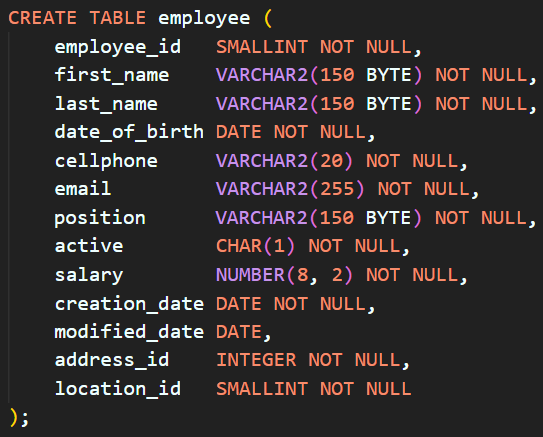 CREATE TABLE employee (
    employee_id   SMALLINT NOT NULL,
    first_name    VARCHAR2(150 BYTE) NOT NULL,
    last_name     VARCHAR2(150 BYTE) NOT NULL,
    date_of_birth DATE NOT NULL,
    cellphone     VARCHAR2(20) NOT NULL,
    email         VARCHAR2(255) NOT NULL,
    position      VARCHAR2(150 BYTE) NOT NULL,
    active        CHAR(1) NOT NULL,
    salary        NUMBER(8, 2) NOT NULL,
    creation_date DATE NOT NULL,
    modified_date DATE,
    address_id    INTEGER NOT NULL,
    location_id   SMALLINT NOT NULL
);